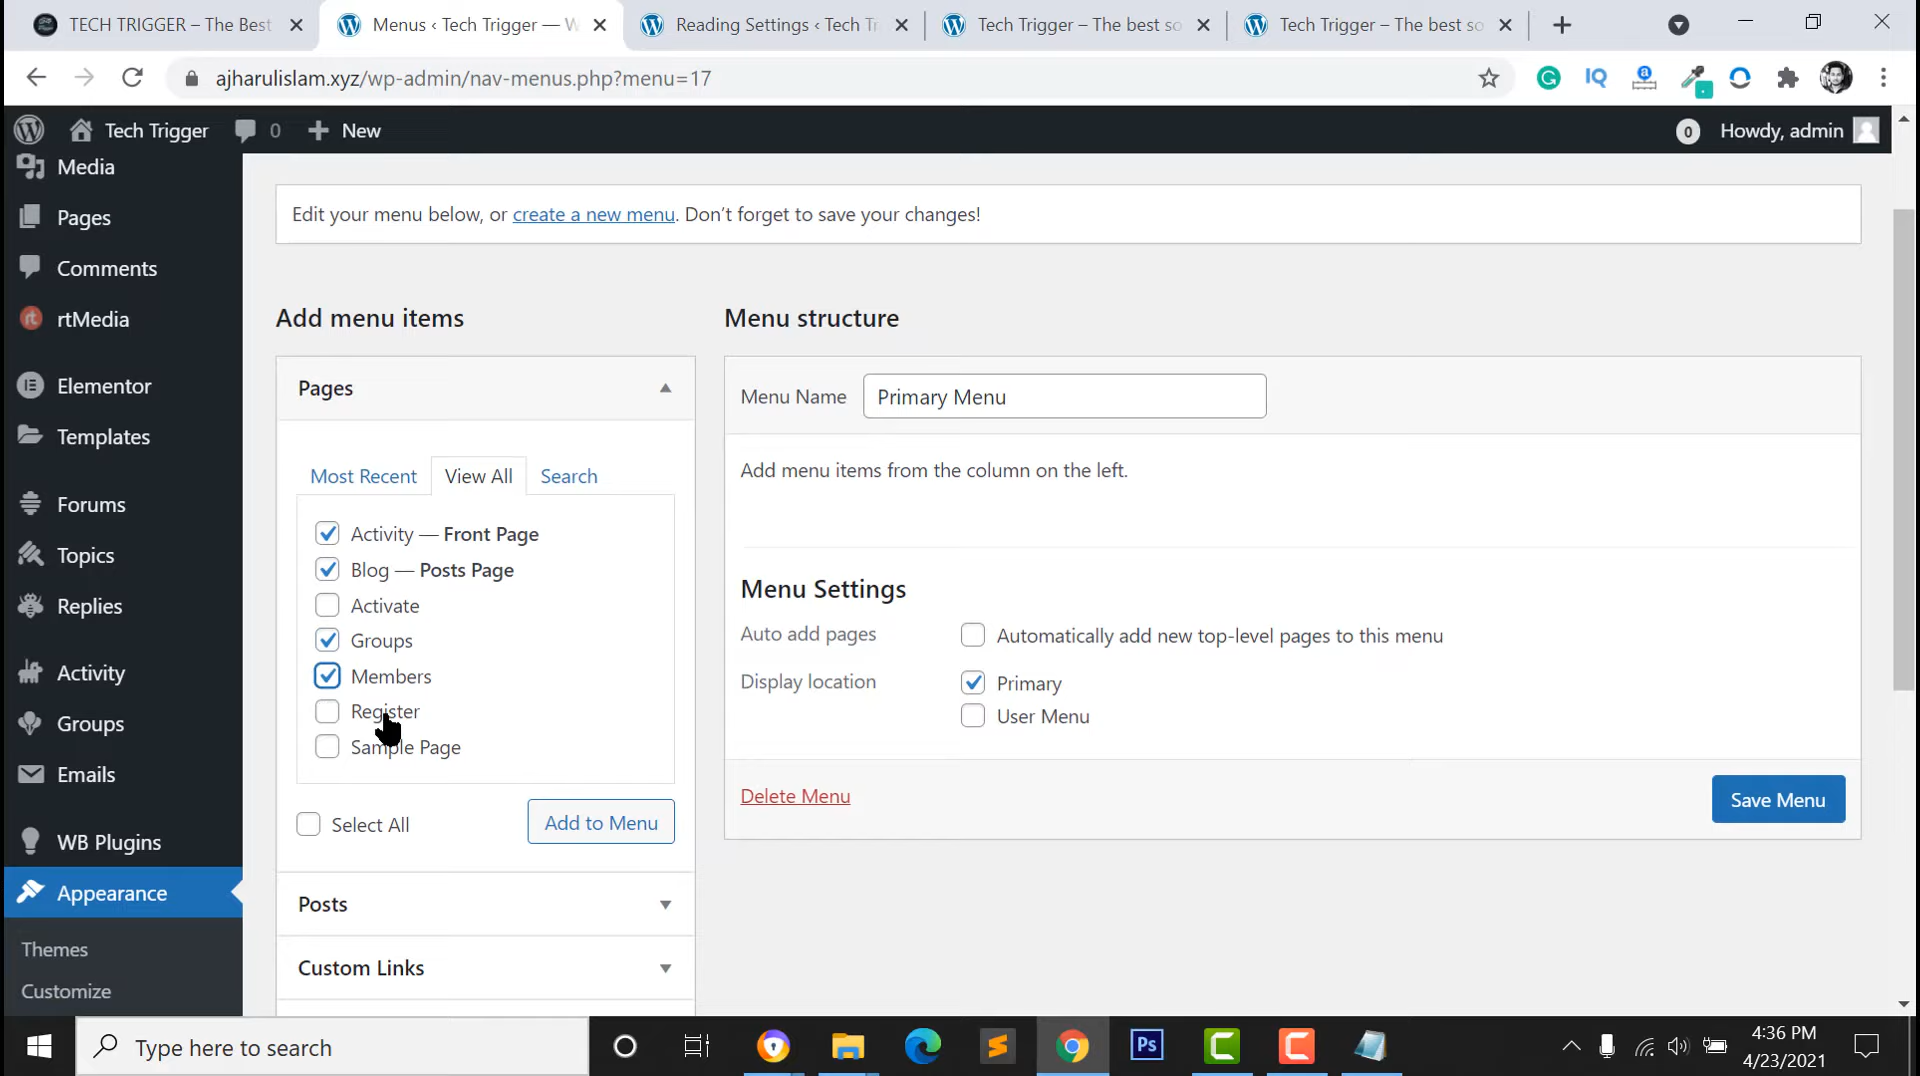 TECH TRIGGER – The Best
Menus ‹ Tech Trigger — W
Reading Settings ‹ Tech Tr
Tech Trigger – The best so
Tech Trigger – The best so
ajharulislam.xyz/wp-admin/nav-menus.php?menu=17
Tech Trigger 0 New
0 Howdy, admin
Media
Pages
Comments
rtMedia
Elementor
Templates
Forums
Topics
Replies
Activity
Groups
Emails
WB Plugins
Appearance
Themes
Customize
Edit your menu below, or create a new menu. Don't forget to save your changes!
Add menu items
Pages
Most Recent View All Search
Activity — Front Page
Blog — Posts Page
Activate
Groups
Members
Register
Sample Page
Select All Add to Menu
Posts
Custom Links
Menu structure
Menu Name Primary Menu
Add menu items from the column on the left.
Menu Settings
Auto add pages Automatically add new top-level pages to this menu
Display location Primary
User Menu
Delete Menu Save Menu
Type here to search
Ps
4:36 PM
4/23/2021